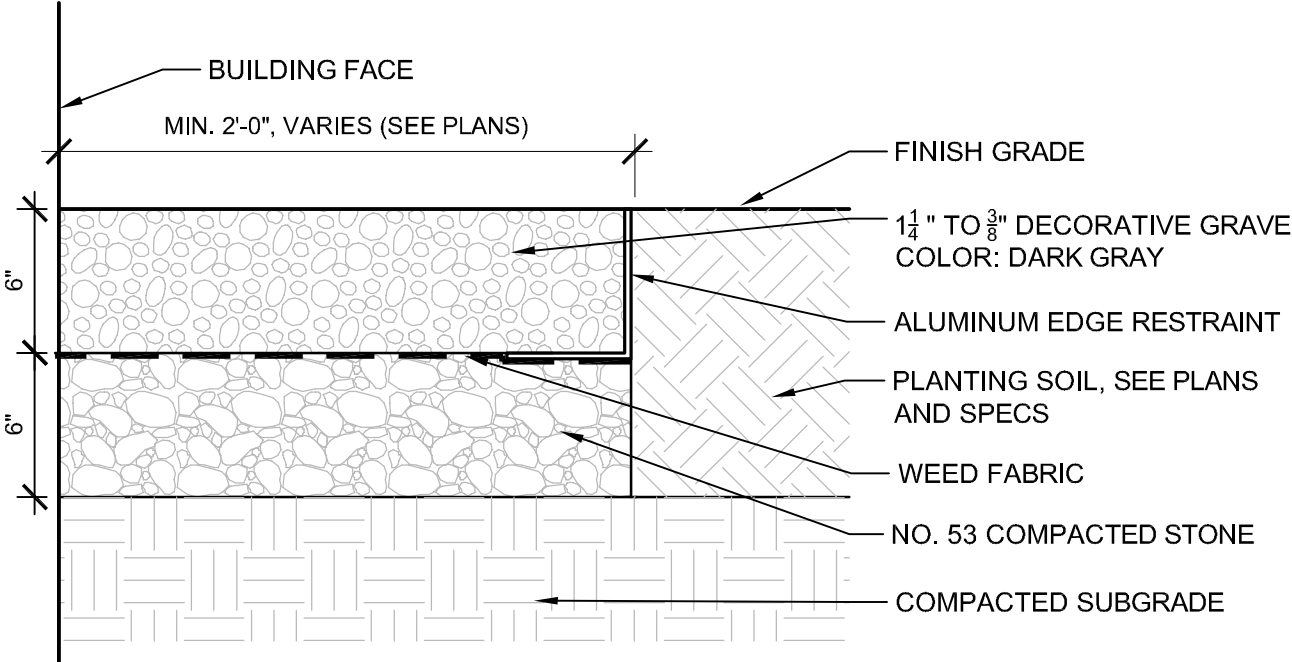 BUILDING FACE
MIN. 2'-0", VARIES (SEE PLANS)
FINISH GRADE
1 1/4 " TO 3/8" DECORATIVE GRAVE
COLOR: DARK GRAY
6"
ALUMINUM EDGE RESTRAINT
PLANTING SOIL, SEE PLANS
AND SPECS
6"
WEED FABRIC
NO. 53 COMPACTED STONE
COMPACTED SUBGRADE